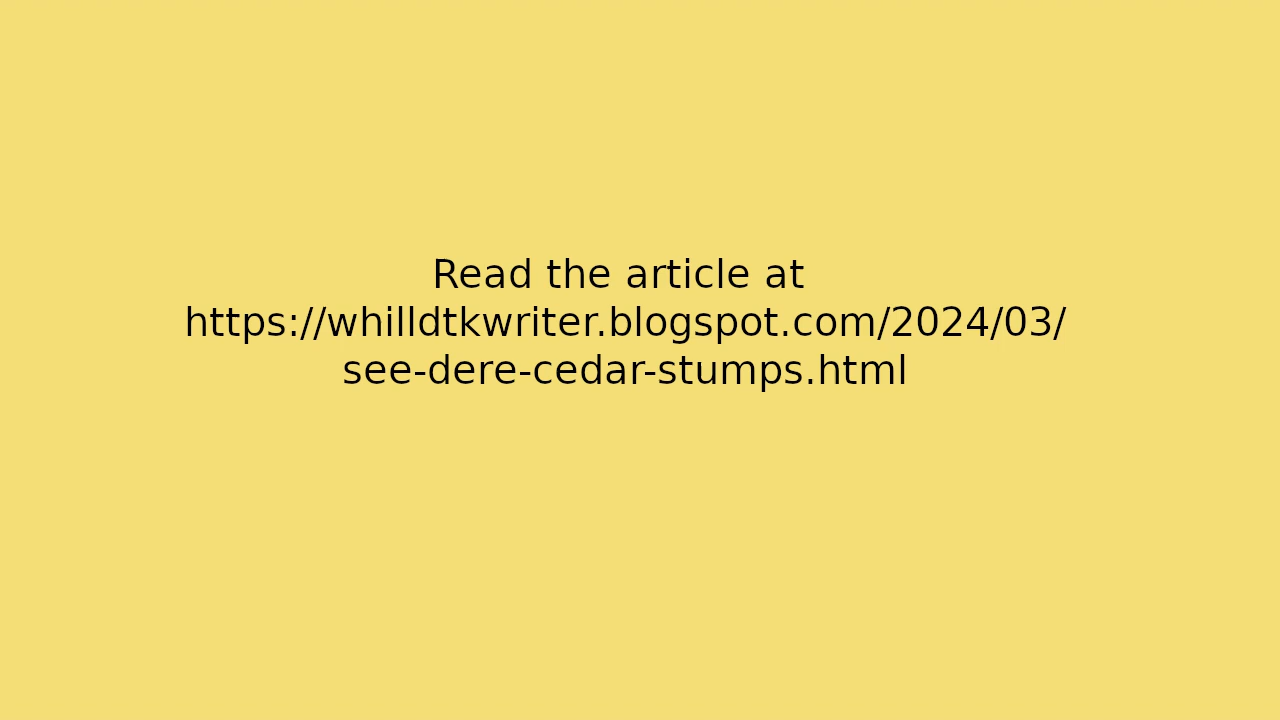 Read the article at
https://whilldtkwriter.blogspot.com/2024/03/
see-dere-cedar-stumps.html